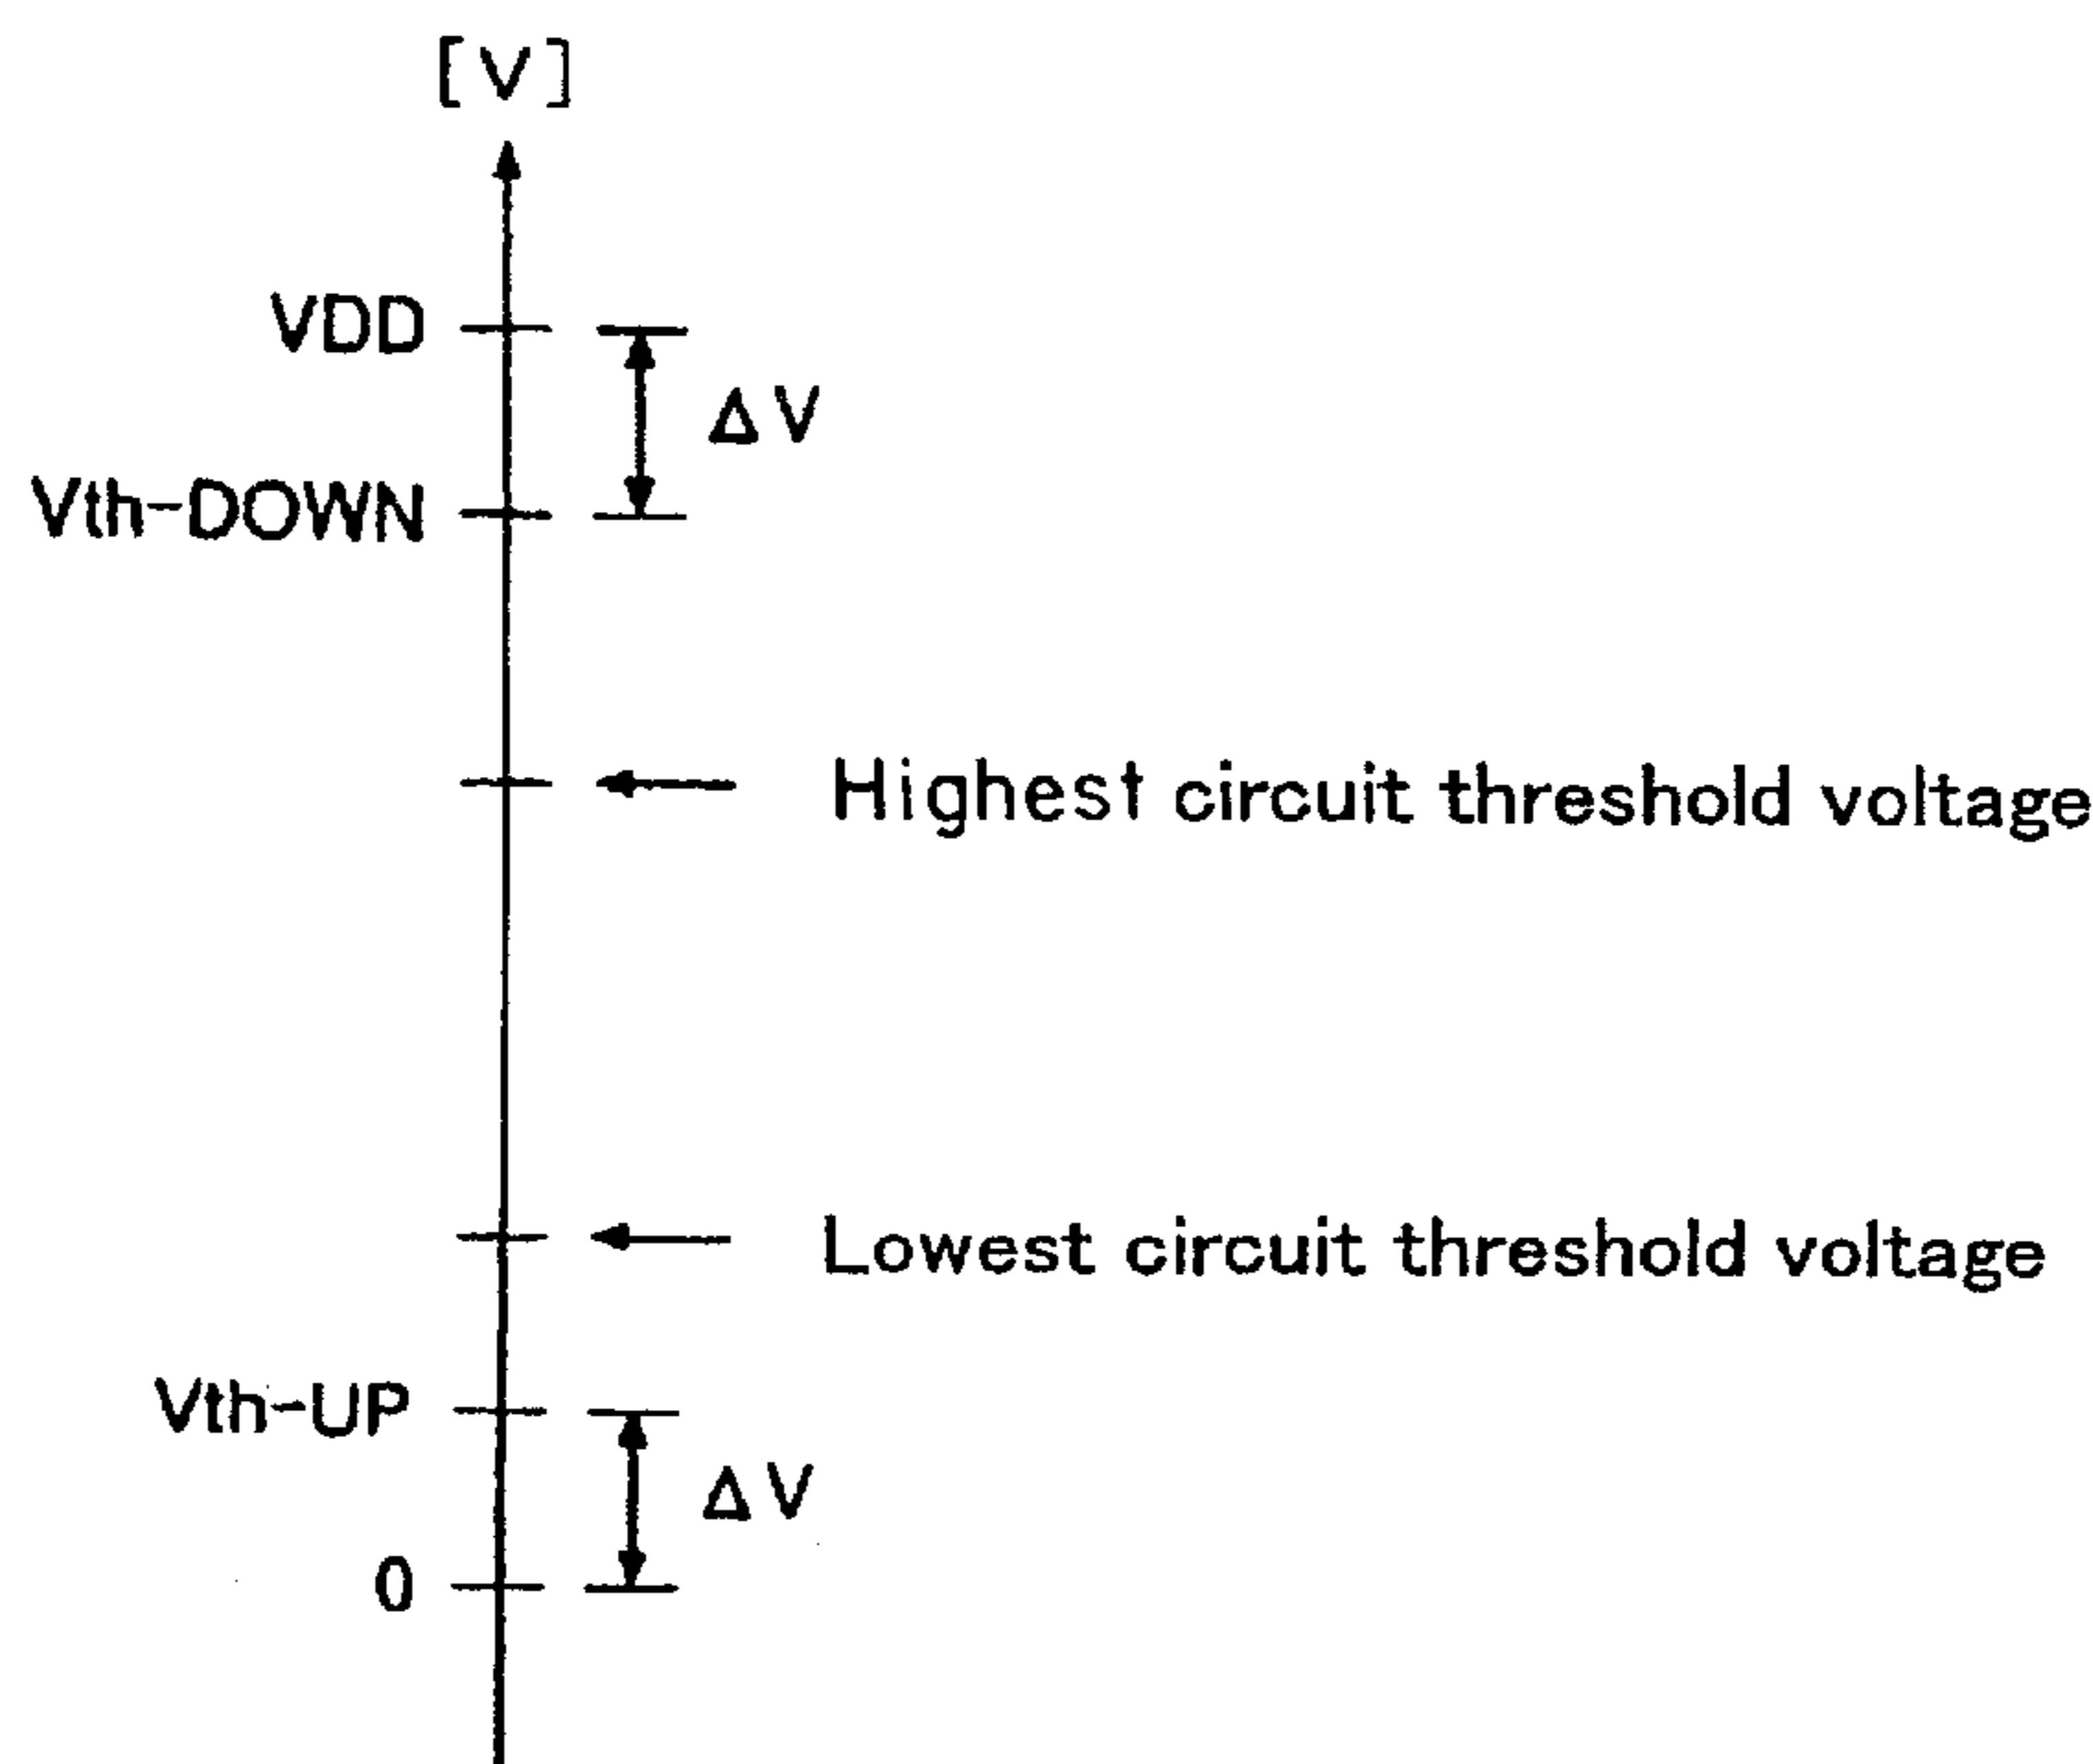 [V]
VDD
ΔV
Vth-DOWN
Highest circuit threshold voltage
Lowest circuit threshold voltage
Vth-UP
ΔV
0